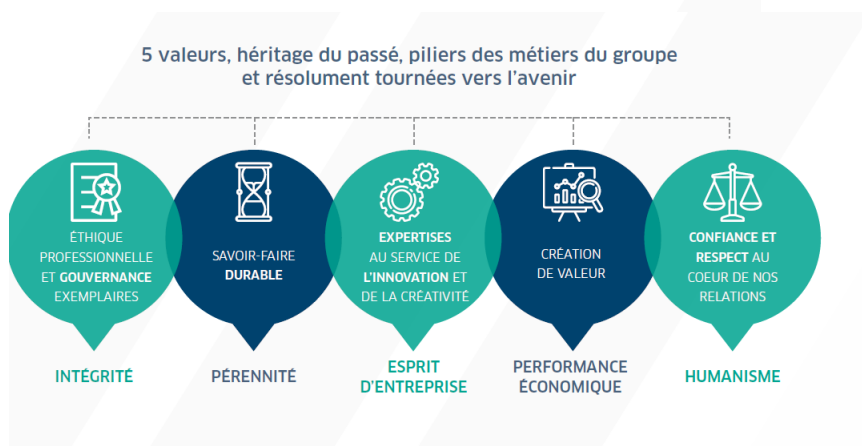 5 valeurs, héritage du passé, piliers des métiers du groupe
et résolument tournées vers l'avenir
ÉTHIQUE
PROFESSIONNELLE
ET GOUVERNANCE
EXEMPLAIRES
INTÉGRITÉ
SAVOIR-FAIRE
DURABLE
PÉRENNITÉ
EXPERTISES
AU SERVICE DE
L'INNOVATION ET
DE LA CRÉATIVITÉ
ESPRIT
D'ENTREPRISE
CRÉATION
DE VALEUR
PERFORMANCE
ÉCONOMIQUE
CONFIANCE ET
RESPECT AU
COEUR DE NOS
RELATIONS
HUMANISME